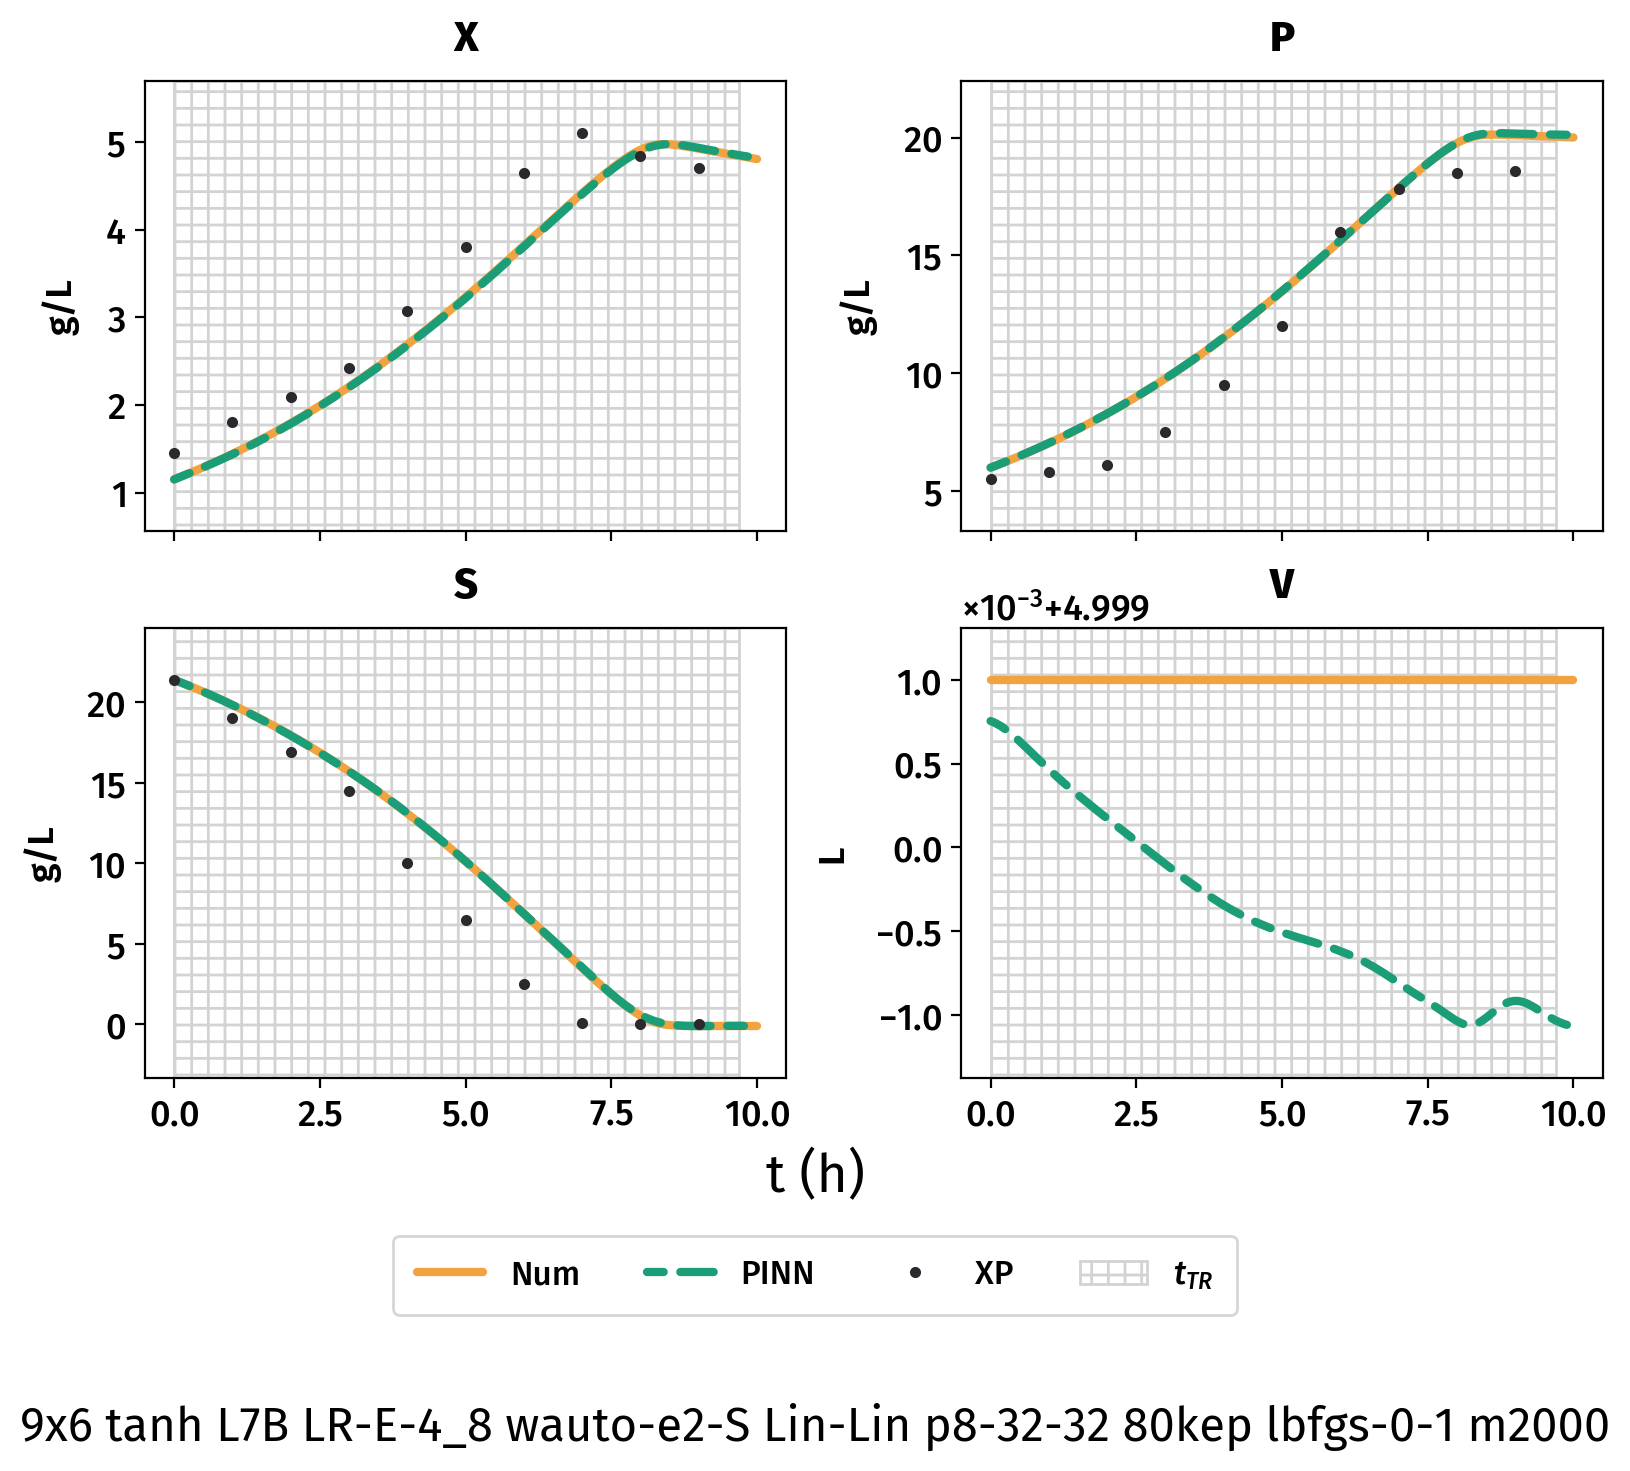 X
P
g/L
5
4
3
2
1
g/L
20
15
10
5
S
V
×10⁻³+4.999
g/L
20
15
10
5
0
L
1.0
0.5
0.0
−0.5
−1.0
0.0 2.5 5.0 7.5 10.0
0.0 2.5 5.0 7.5 10.0
t (h)
Num PINN XP t_TR
9x6 tanh L7B LR-E-4_8 wauto-e2-S Lin-Lin p8-32-32 80kep lbfgs-0-1 m2000